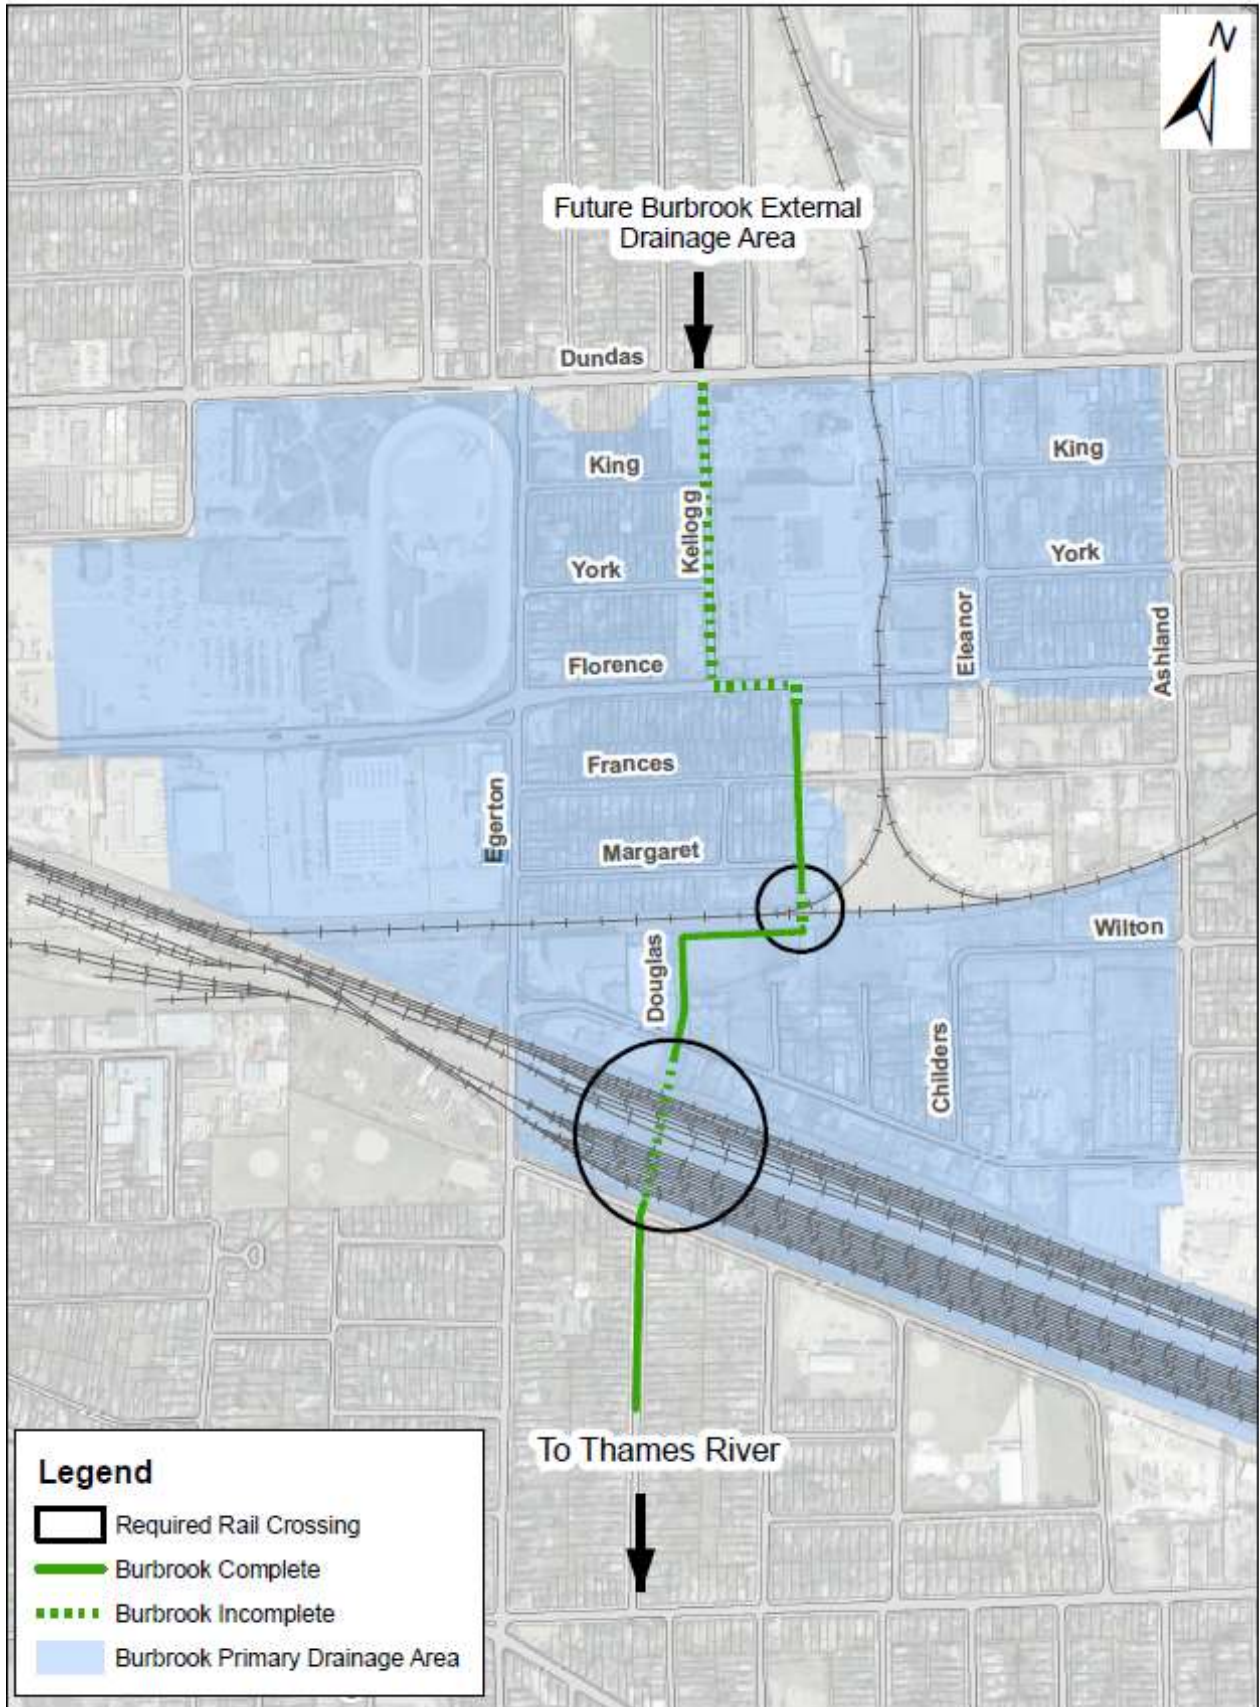 N
Future Burbrook External
Drainage Area
Dundas
King
King
Kellogg
York
York
Florence
Eleanor
Ashland
Frances
Egerton
Margaret
Wilton
Douglas
Childers
To Thames River
Legend
Required Rail Crossing
Burbrook Complete
Burbrook Incomplete
Burbrook Primary Drainage Area